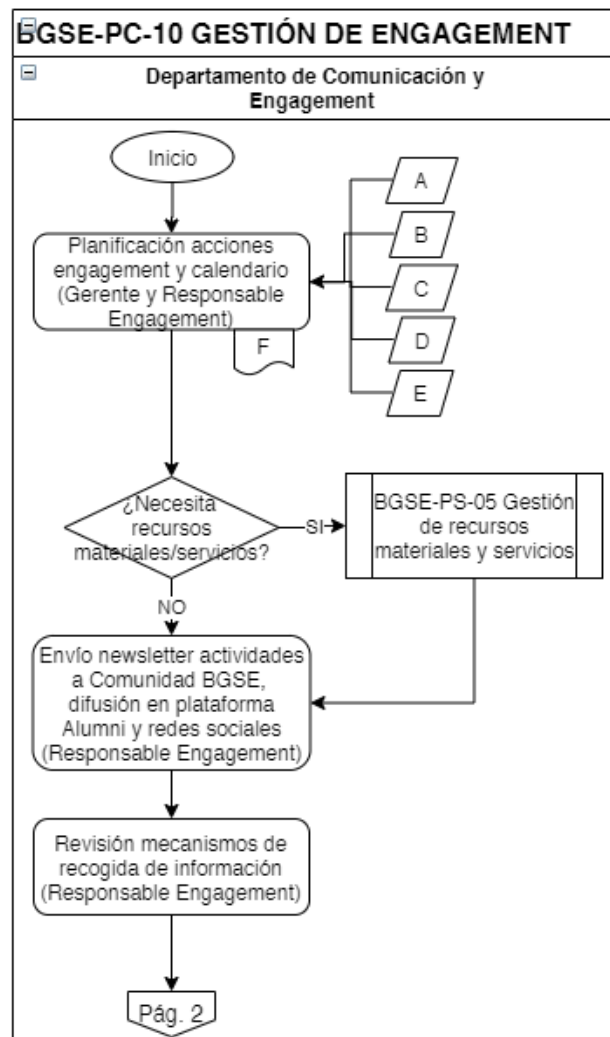 BGSE-PC-10 GESTIÓN DE ENGAGEMENT
Departamento de Comunicación y
Engagement
Inicio
A
Planificación acciones
engagement y calendario
(Gerente y Responsable
Engagement)
B
C
F
D
E
¿Necesita
recursos
materiales/servicios?
SI
BGSE-PS-05 Gestión
de recursos
materiales y servicios
NO
Envío newsletter actividades
a Comunidad BGSE,
difusión en plataforma
Alumni y redes sociales
(Responsable Engagement)
Revisión mecanismos de
recogida de información
(Responsable Engagement)
Pág. 2